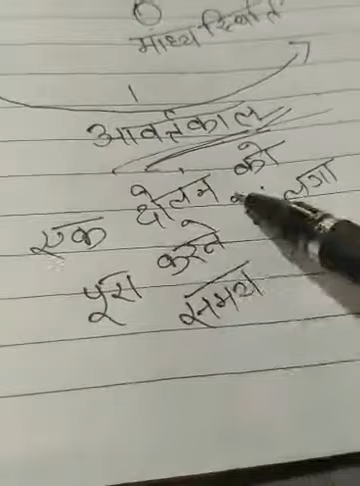 माध्य स्थिति
आवर्त्तकाल
एक दोलन को
पूरा करने में लगा
समय